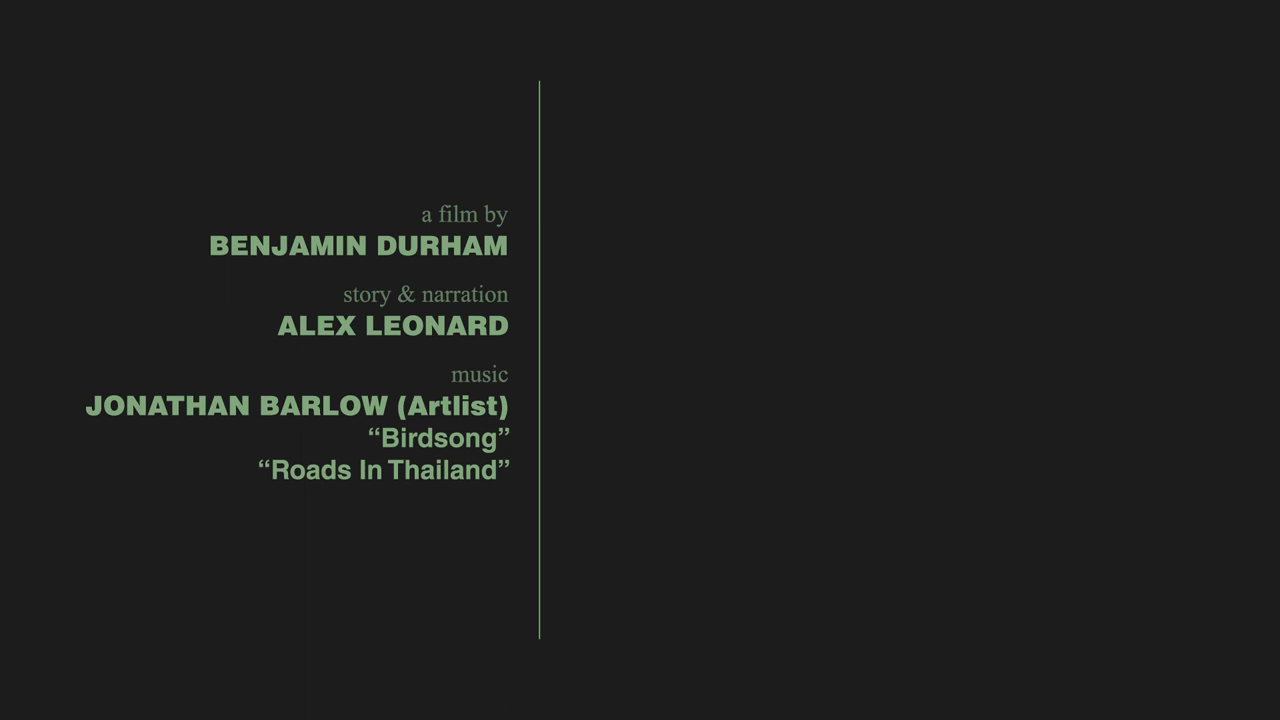 a film by
BENJAMIN DURHAM
story & narration
ALEX LEONARD
music
JONATHAN BARLOW (Artlist)
“Birdsong”
“Roads In Thailand”